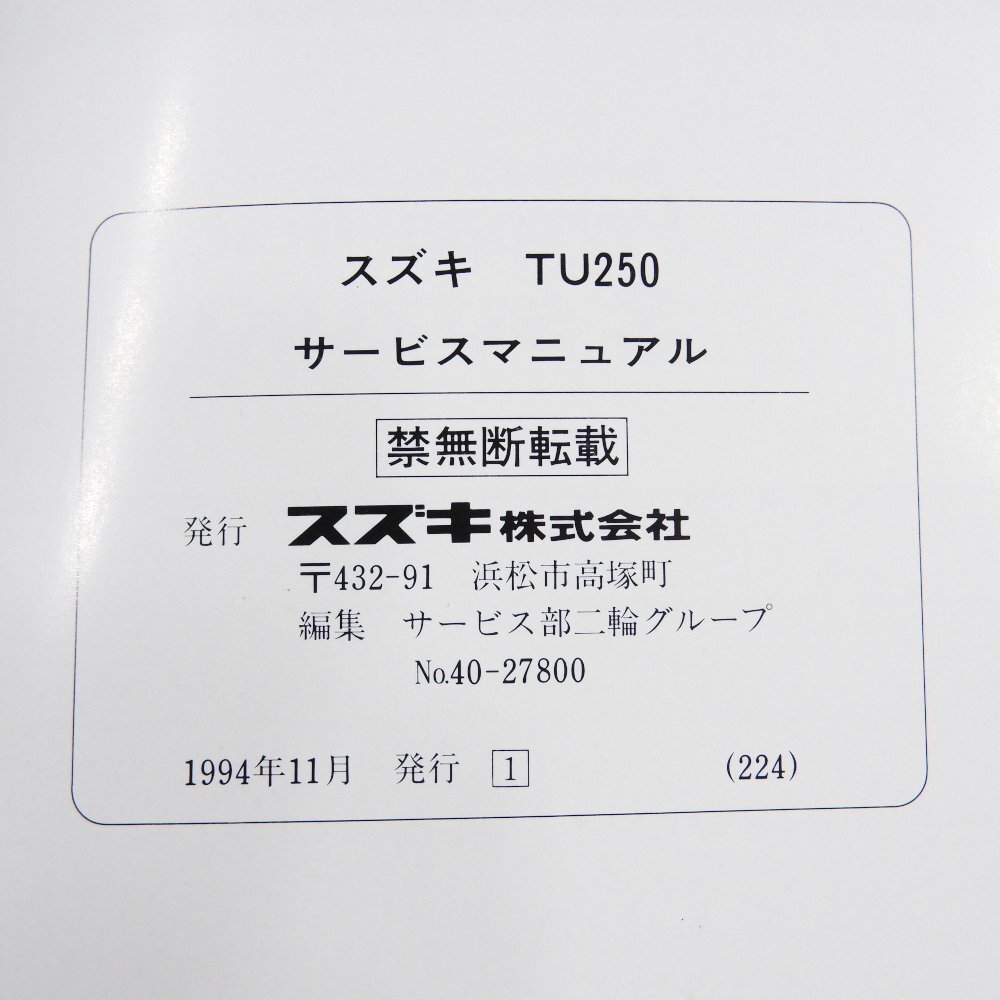 スズキ　TU250
サービスマニュアル
禁無断転載
発行　スズキ株式会社
〒432-91　浜松市高塚町
編集　サービス部二輪グループ
No.40-27800
1994年11月　発行　1　(224)